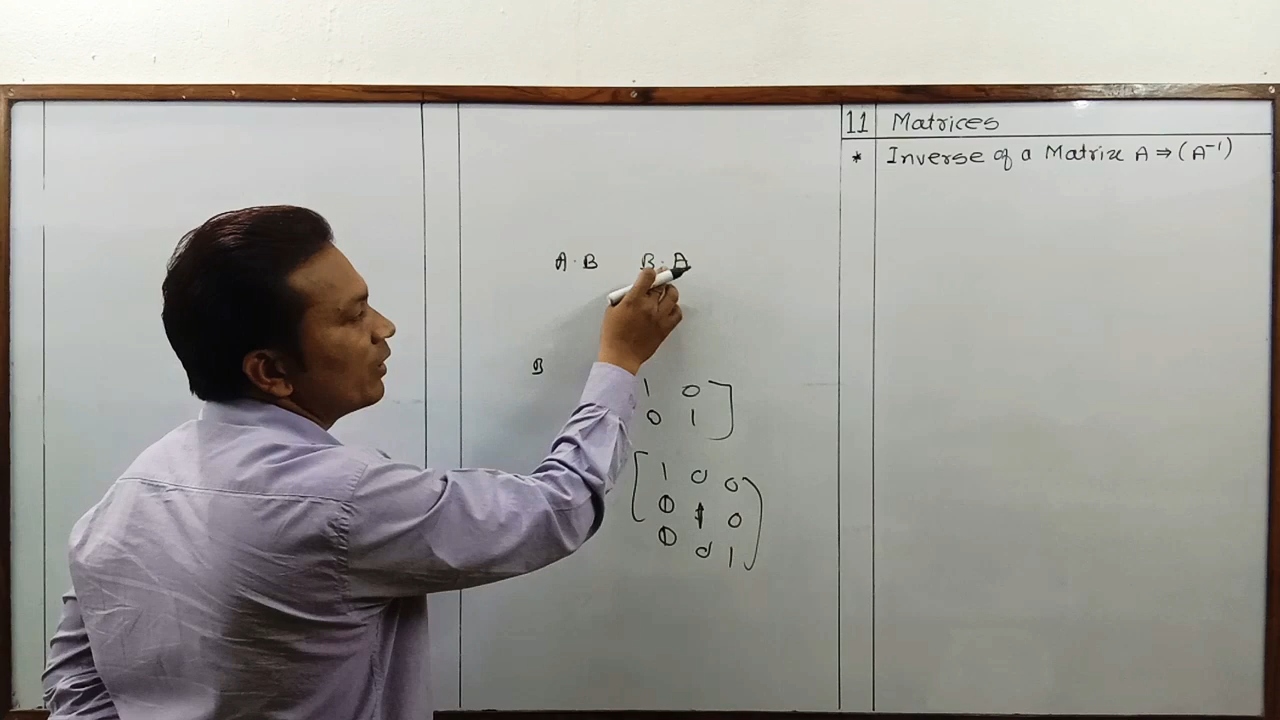 11 Matrices
* Inverse of a Matrix A ⇒ (A⁻¹)
A · B B · A
B
1 0 ]
0 1
[ 1 0 0 ]
0 1 0
0 0 1